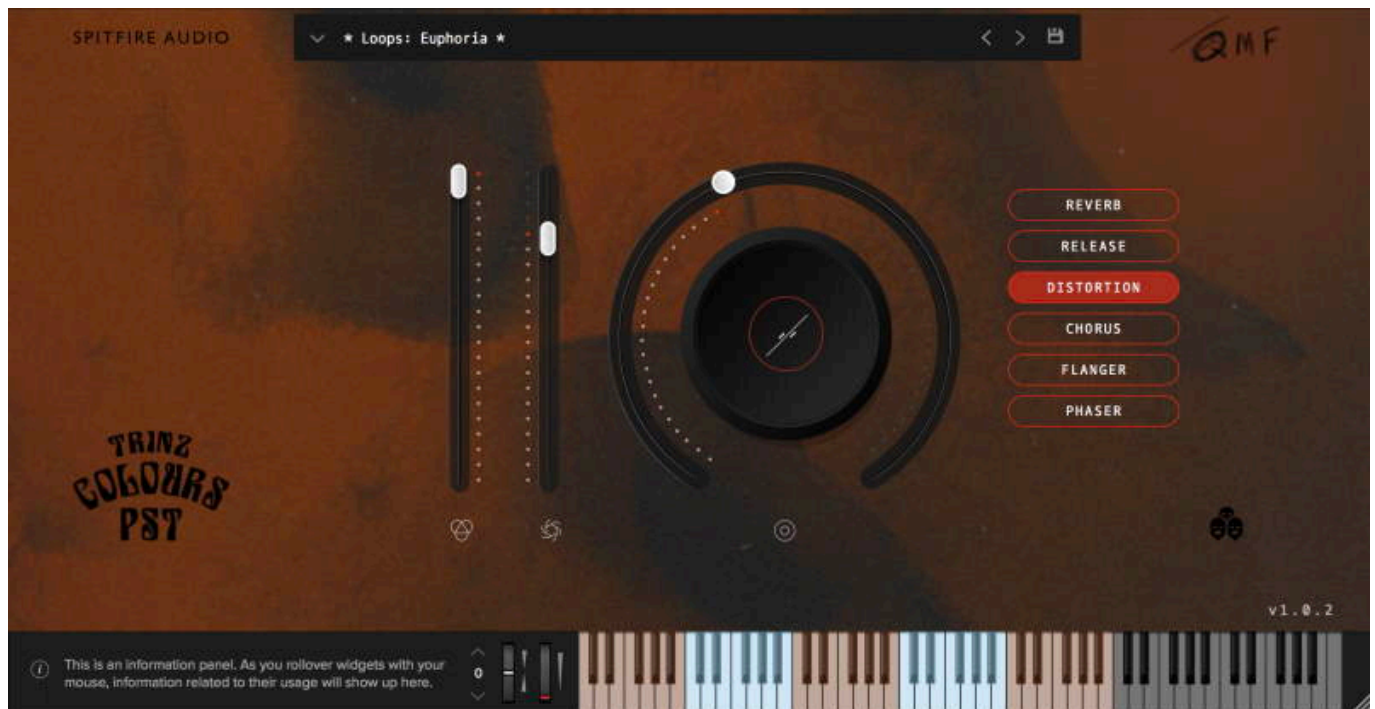 SPITFIRE AUDIO
* Loops: Euphoria *
QMF
REVERB
RELEASE
DISTORTION
CHORUS
FLANGER
PHASER
TRINZ
COLOURS
PST
v1.0.2
This is an information panel. As you rollover widgets with your
mouse, information related to their usage will show up here.
0